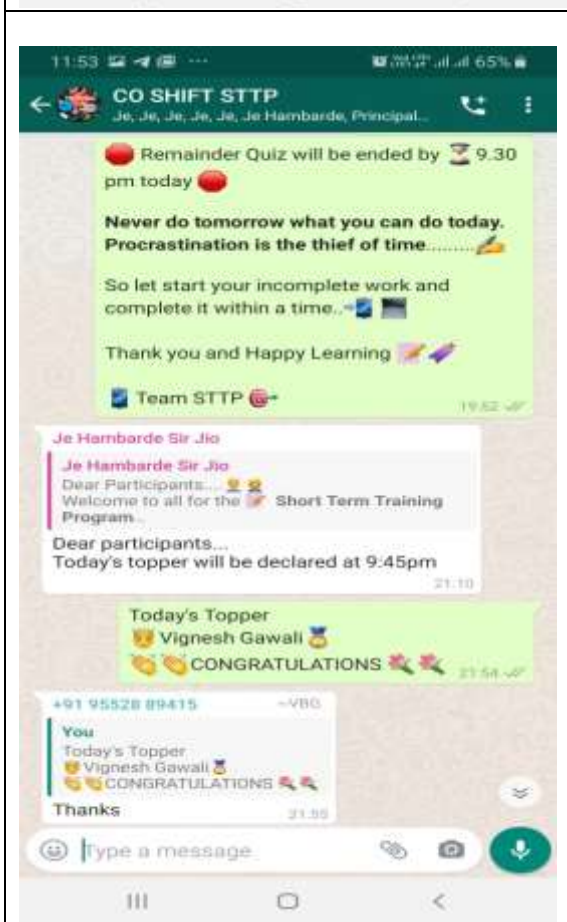 11:53
65%
CO SHIFT STTP
Je, Je, Je, Je, Je, Je Hambarde, Principal...
🔴 Remainder Quiz will be ended by ⏳ 9.30
pm today 🔴
Never do tomorrow what you can do today.
Procrastination is the thief of time.........✍️
So let start your incomplete work and
complete it within a time..
Thank you and Happy Learning
Team STTP
19:52
Je Hambarde Sir Jio
Je Hambarde Sir Jio
Dear Participants....
Welcome to all for the Short Term Training
Program..
Dear participants...
Today's topper will be declared at 9:45pm
21:10
Today's Topper
Vignesh Gawali
👏👏CONGRATULATIONS
21:54
+91 95528 89415 ~VBG
You
Today's Topper
Vignesh Gawali
👏👏CONGRATULATIONS
Thanks
21:55
Type a message